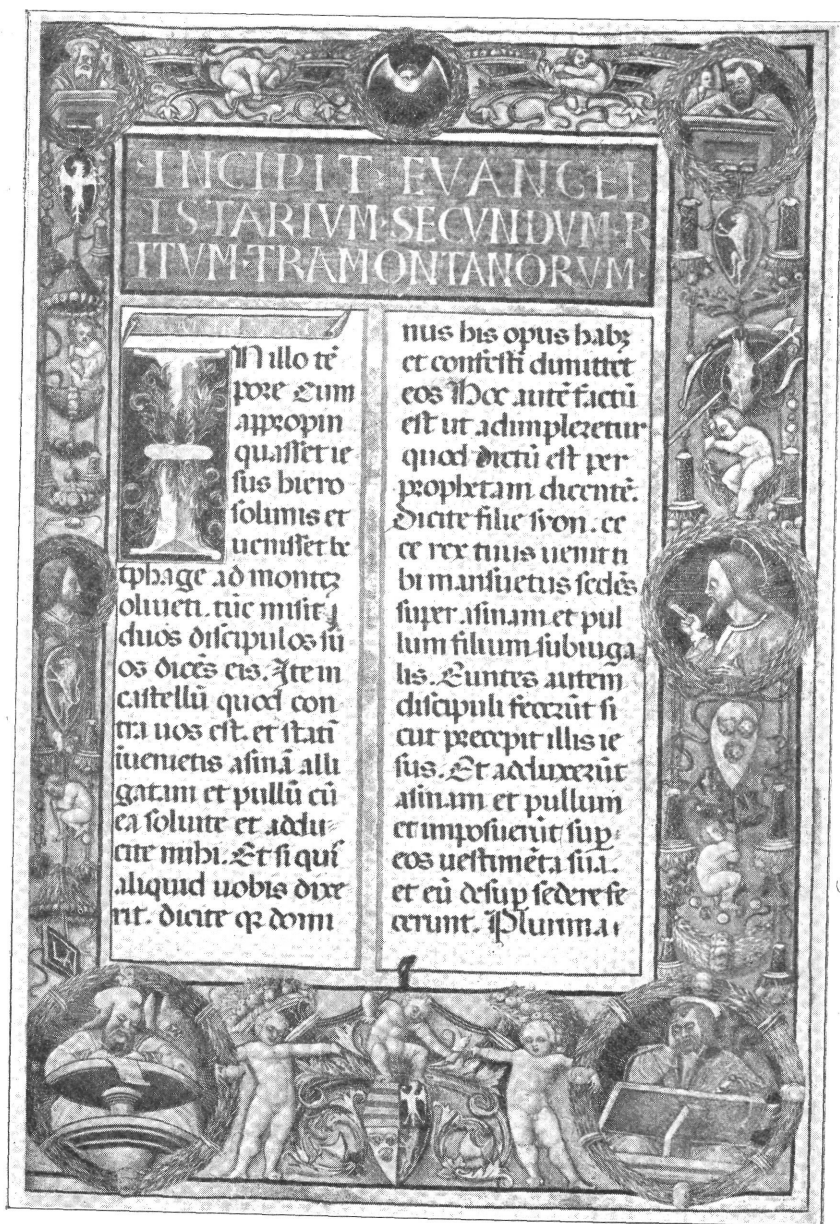 ·INCIPIT· EVANGEL
ISTARIVM·SECVNDVM·R
ITVM·TRAMONTANORVM·
IN illo tē
pore Cum
appropin
quasset ie
sus hiero
solimis et
uenisset be
tphage ad montez
oliueti. tūc misit
duos discipulos su
os dicēs eis. Ite in
castellū quod con
tra uos est. et stati
iuenietis asinā alli
gatam et pullū cū
ea soluite et addu
cite mihi. Et si quis
aliquid uobis dixe
rit. dicite qz domi
nus his opus habz
et confestī dimittet
eos Hoc autē factū
est ut adimpleretur
quod dictū est per
prophetam dicentē.
Dicite filie syon. ec
ce rex tuus uenit ti
bi mansuetus sedēs
super asinam et pul
lum filium subiuga
lis. Euntes autem
discipuli fecerūt si
cut precepit illis ie
sus. Et adduxerūt
asinam et pullum
et imposuerūt sup
eos uestimēta sua.
et eū desup sedere fe
cerunt. Plurima